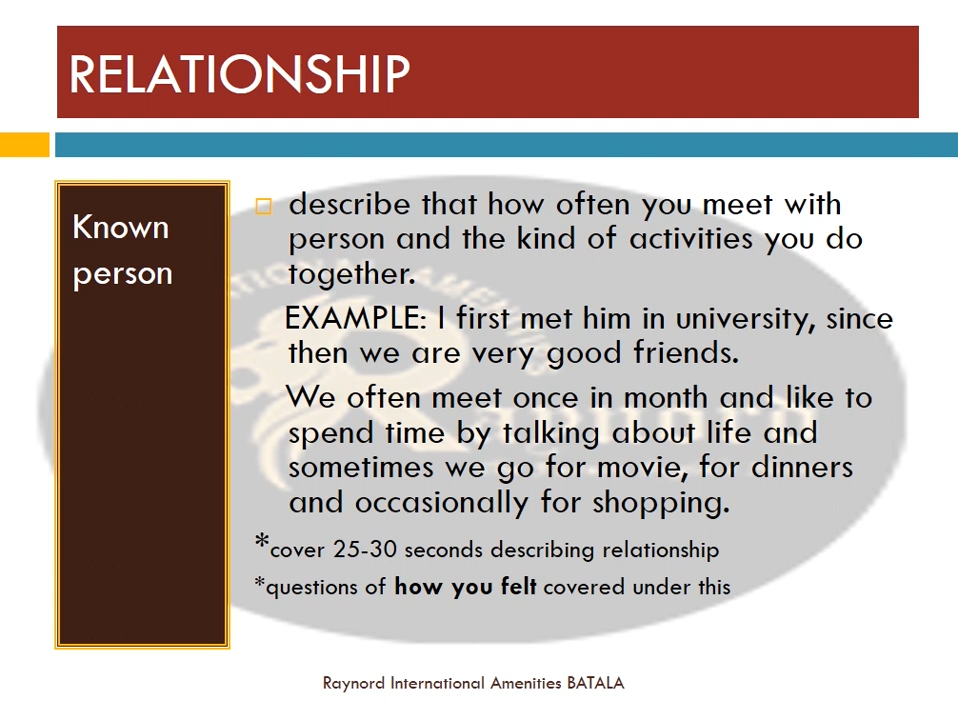 RELATIONSHIP
Known
person
describe that how often you meet with
person and the kind of activities you do
together.
EXAMPLE: I first met him in university, since
then we are very good friends.
We often meet once in month and like to
spend time by talking about life and
sometimes we go for movie, for dinners
and occasionally for shopping.
*cover 25-30 seconds describing relationship
*questions of how you felt covered under this
Raynord International Amenities BATALA